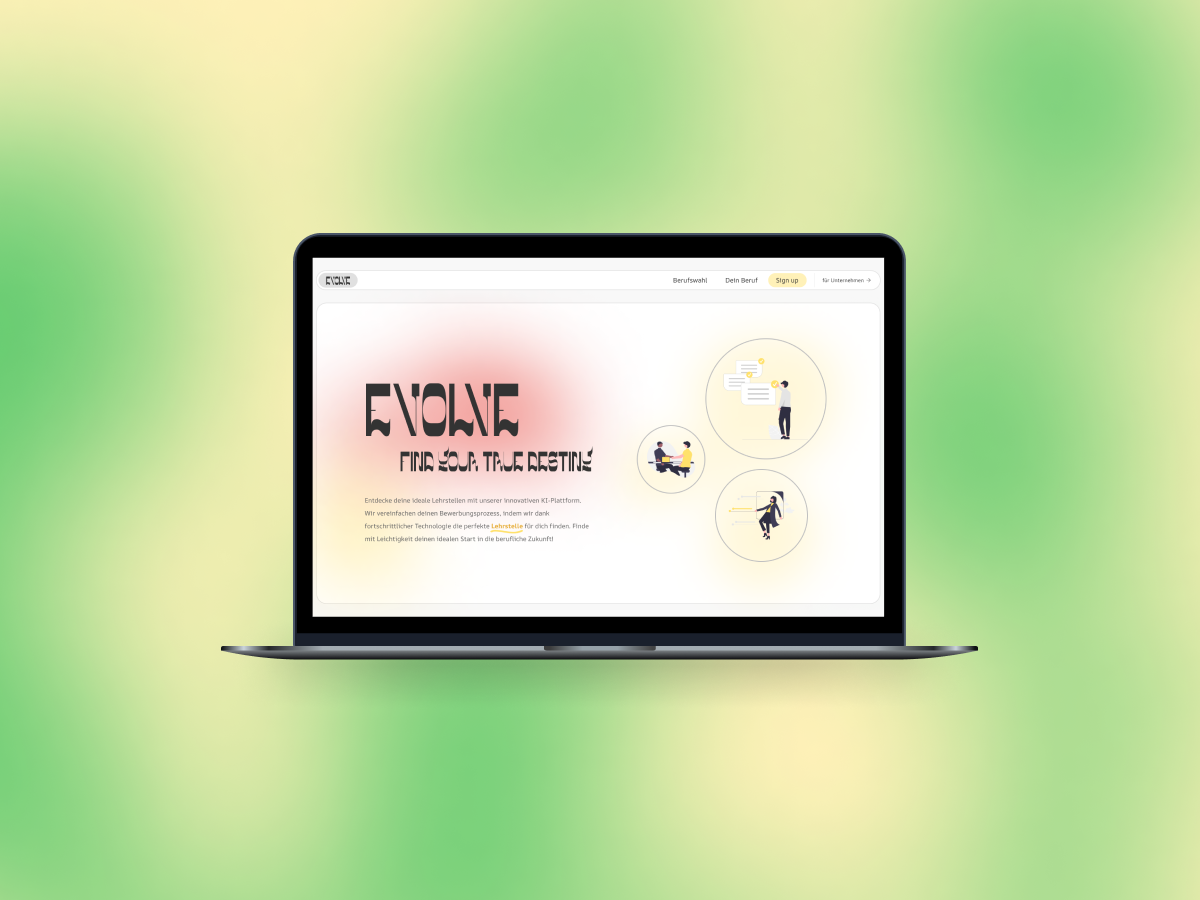 EVOLVE
Berufswahl
Dein Beruf
Sign up
für Unternehmen →
EVOLVE
FIND YOUR TRUE DESTINY
Entdecke deine ideale Lehrstellen mit unserer innovativen KI-Plattform.
Wir vereinfachen deinen Bewerbungsprozess, indem wir dank
fortschrittlicher Technologie die perfekte Lehrstelle für dich finden. Finde
mit Leichtigkeit deinen idealen Start in die berufliche Zukunft!